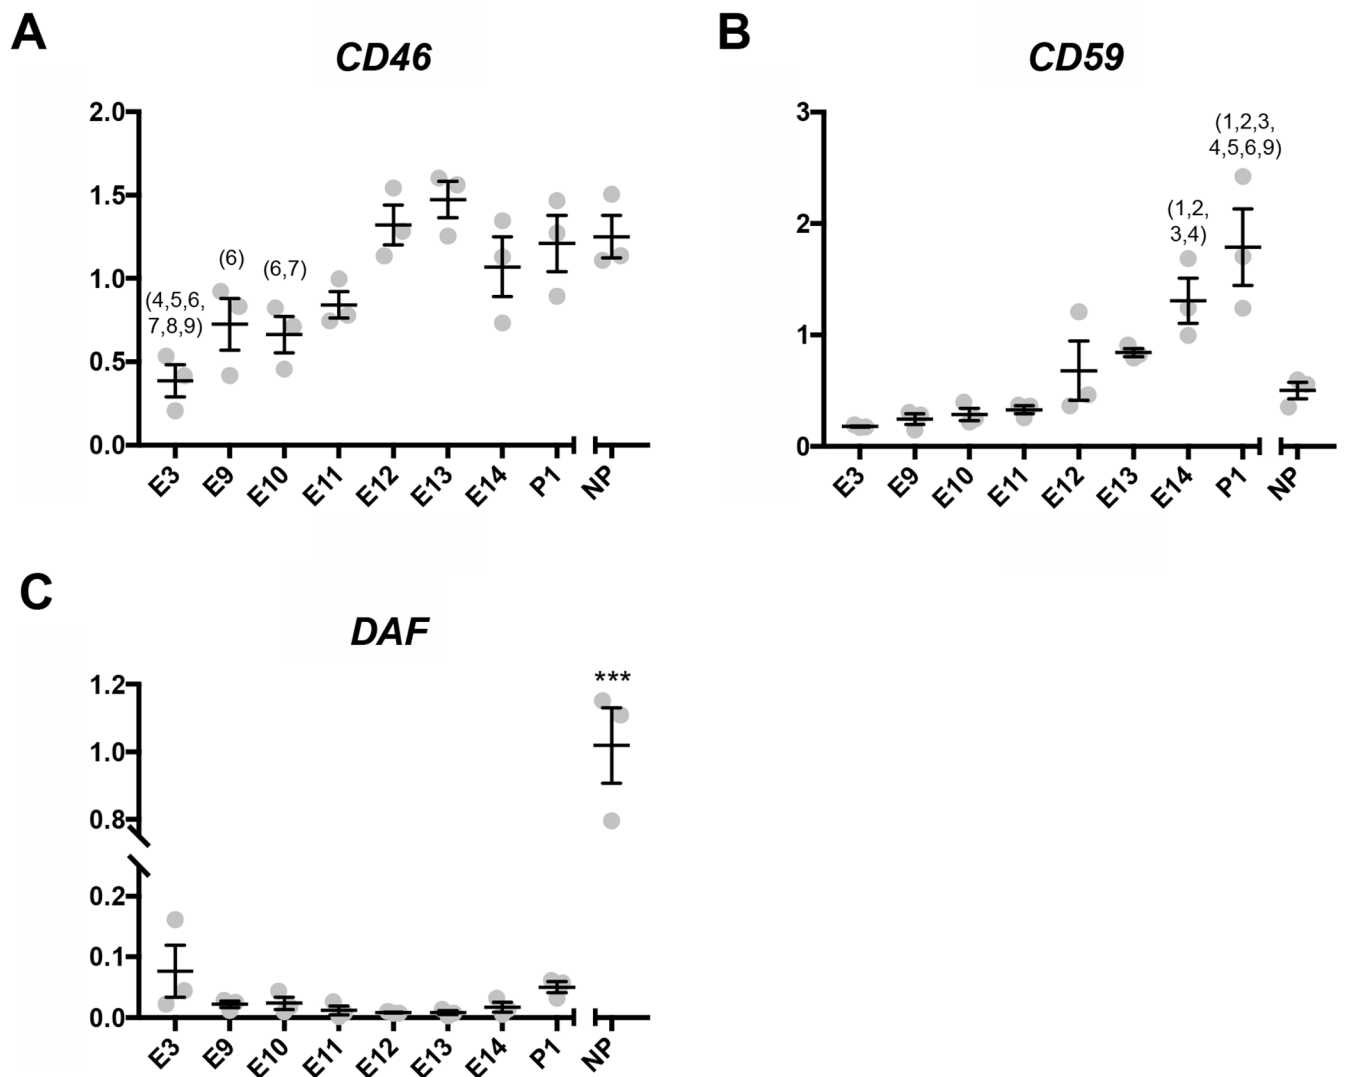 A
CD46
2.0
1.5
1.0
0.5
0.0
(4,5,6,
7,8,9)
(6)
(6,7)
E3 E9 E10 E11 E12 E13 E14 P1 NP
B
CD59
3
2
1
0
(1,2,
3,4)
(1,2,3,
4,5,6,9)
E3 E9 E10 E11 E12 E13 E14 P1 NP
C
DAF
1.2
1.0
0.8
0.2
0.1
0.0
***
E3 E9 E10 E11 E12 E13 E14 P1 NP